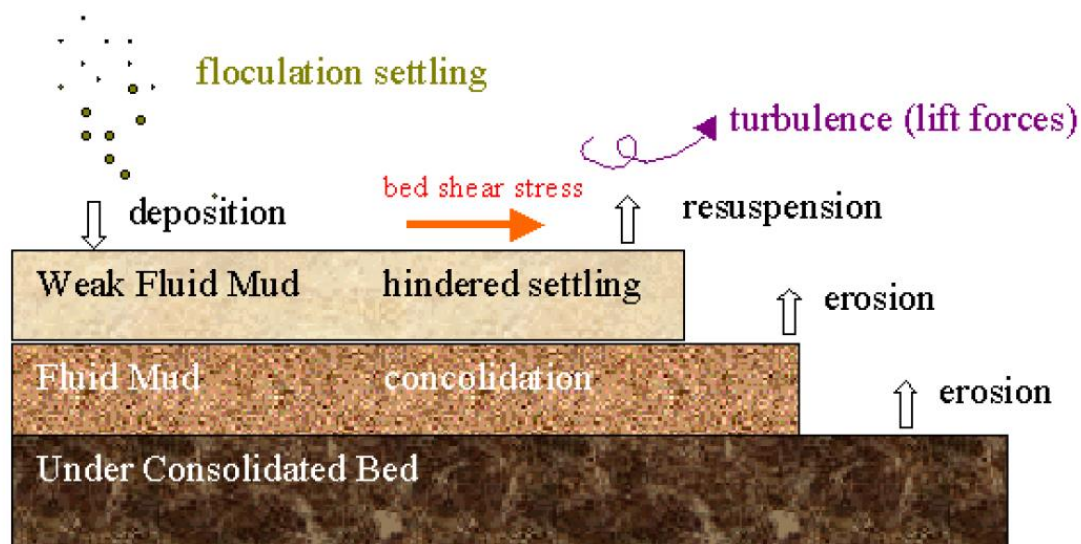 floculation settling
turbulence (lift forces)
bed shear stress
deposition
resuspension
Weak Fluid Mud hindered settling
erosion
Fluid Mud concolidation
erosion
Under Consolidated Bed